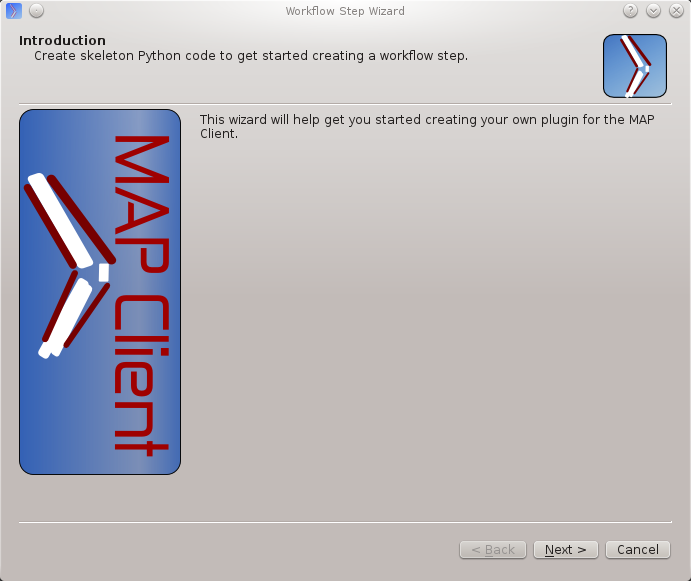 Workflow Step Wizard
Introduction
Create skeleton Python code to get started creating a workflow step.
This wizard will help get you started creating your own plugin for the MAP
Client.
MAP Client
< Back
Next >
Cancel